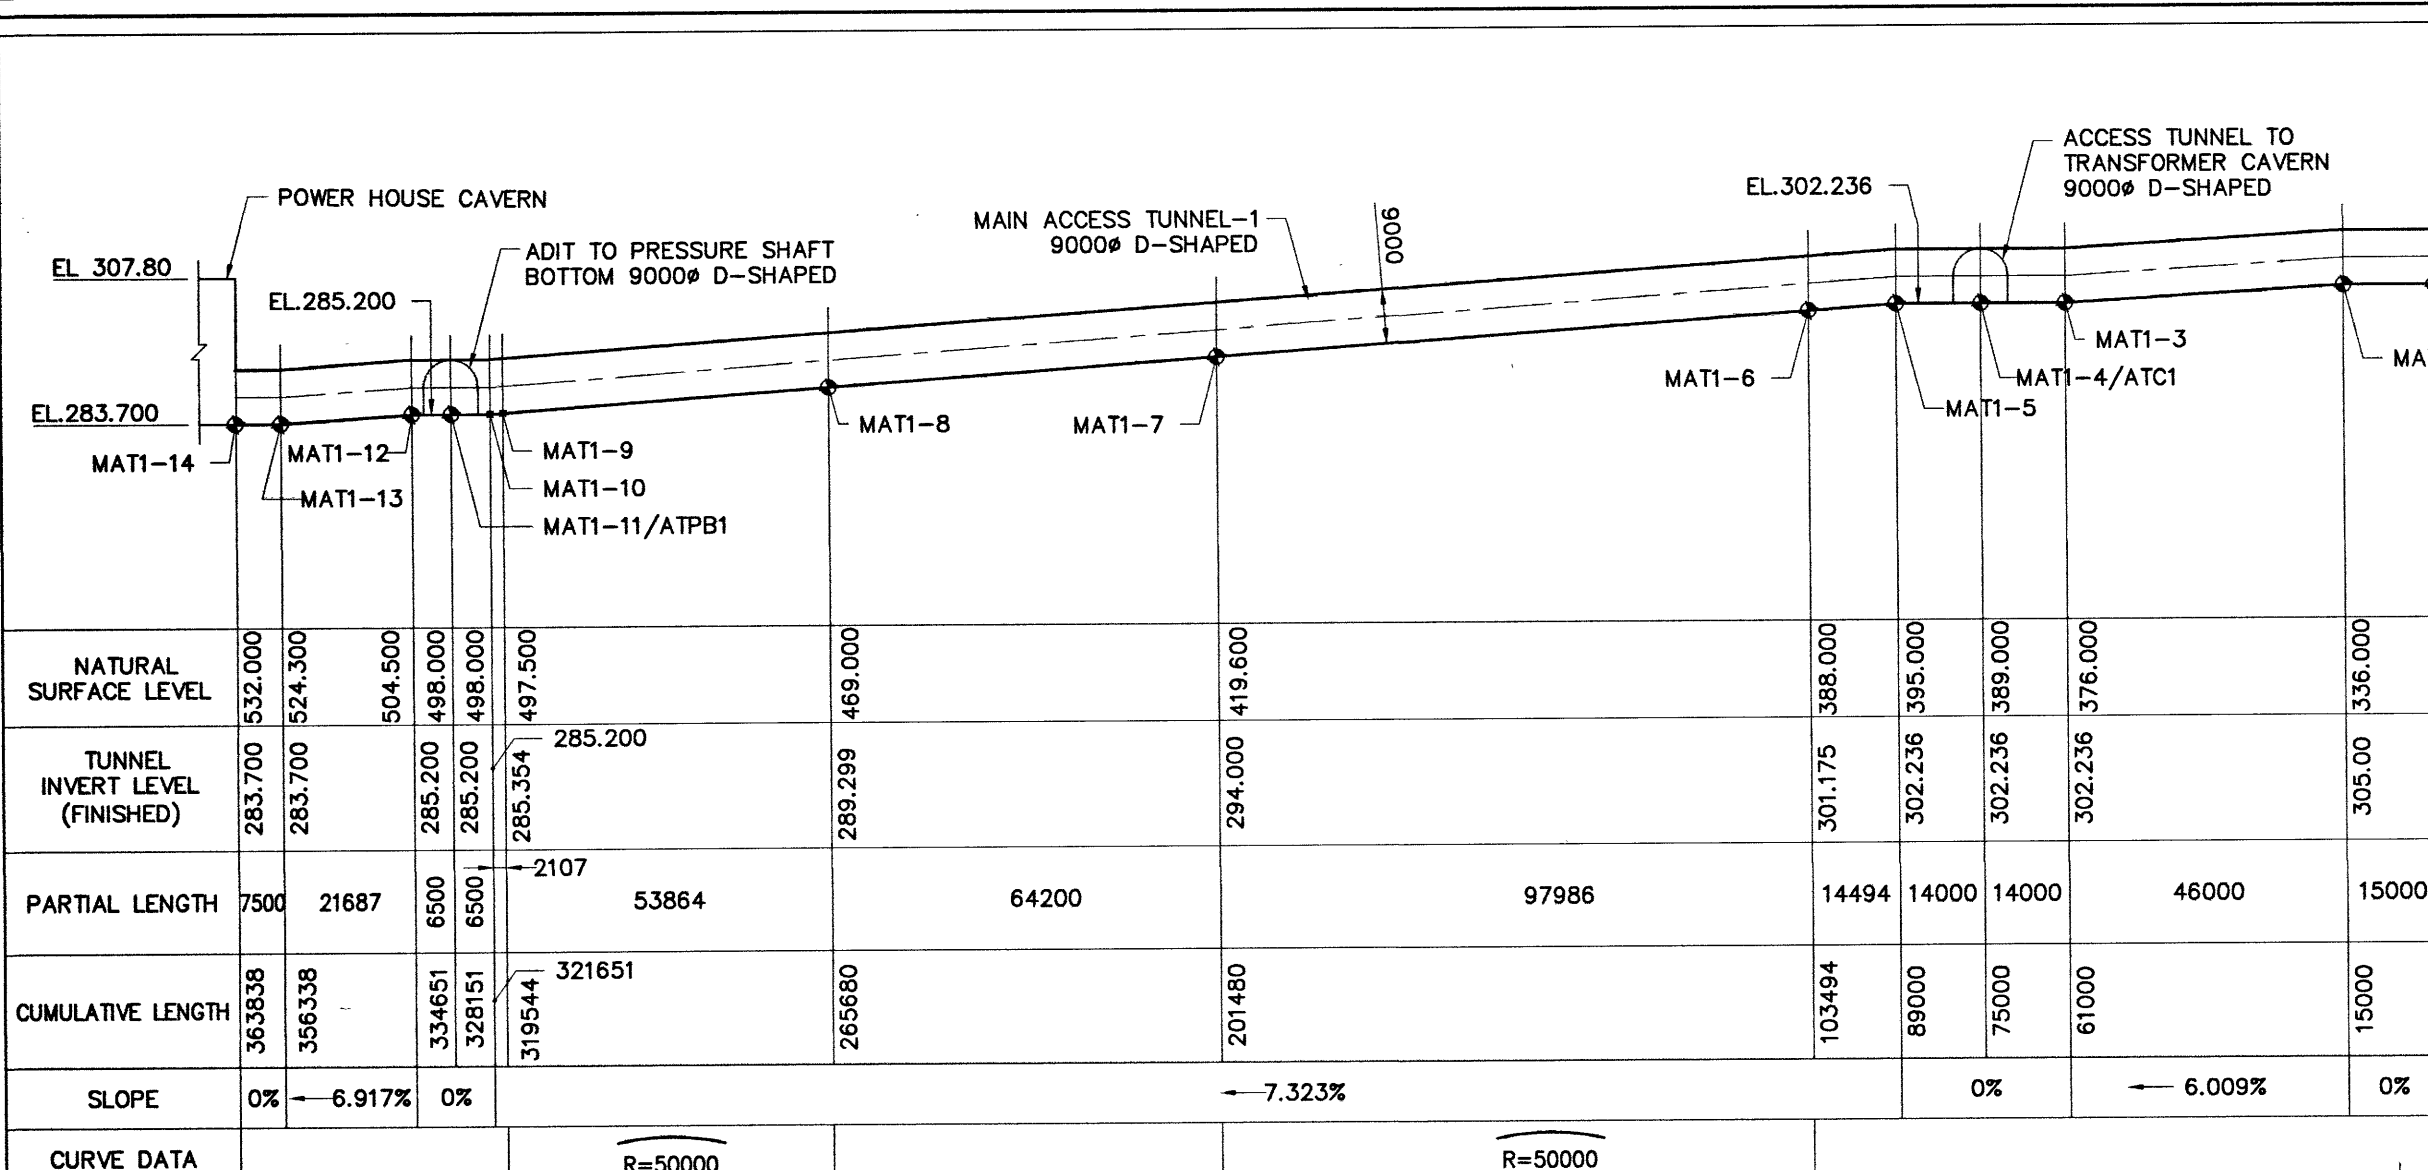 ACCESS TUNNEL TO
TRANSFORMER CAVERN
9000ø D-SHAPED
EL.302.236
POWER HOUSE CAVERN
MAIN ACCESS TUNNEL-1
9000ø D-SHAPED
9000
ADIT TO PRESSURE SHAFT
BOTTOM 9000ø D-SHAPED
EL 307.80
EL.285.200
EL.283.700
MAT1-14
MAT1-13
MAT1-12
MAT1-9
MAT1-10
MAT1-11/ATPB1
MAT1-8
MAT1-7
MAT1-6
MAT1-5
MAT1-4/ATC1
MAT1-3
MA
NATURAL
SURFACE LEVEL
532.000 524.300 504.500 498.000 498.000 497.500 469.000 419.600 388.000 395.000 389.000 376.000 336.000
TUNNEL
INVERT LEVEL
(FINISHED)
283.700 283.700 285.200 285.200 285.200 285.354 289.299 294.000 301.175 302.236 302.236 302.236 305.00
PARTIAL LENGTH
7500 21687 6500 6500 2107 53864 64200 97986 14494 14000 14000 46000 15000
CUMULATIVE LENGTH
363838 356338 334651 328151 321651 319544 265680 201480 103494 89000 75000 61000 15000
SLOPE
0% 6.917% 0% 7.323% 0% 6.009% 0%
CURVE DATA
R=50000 R=50000